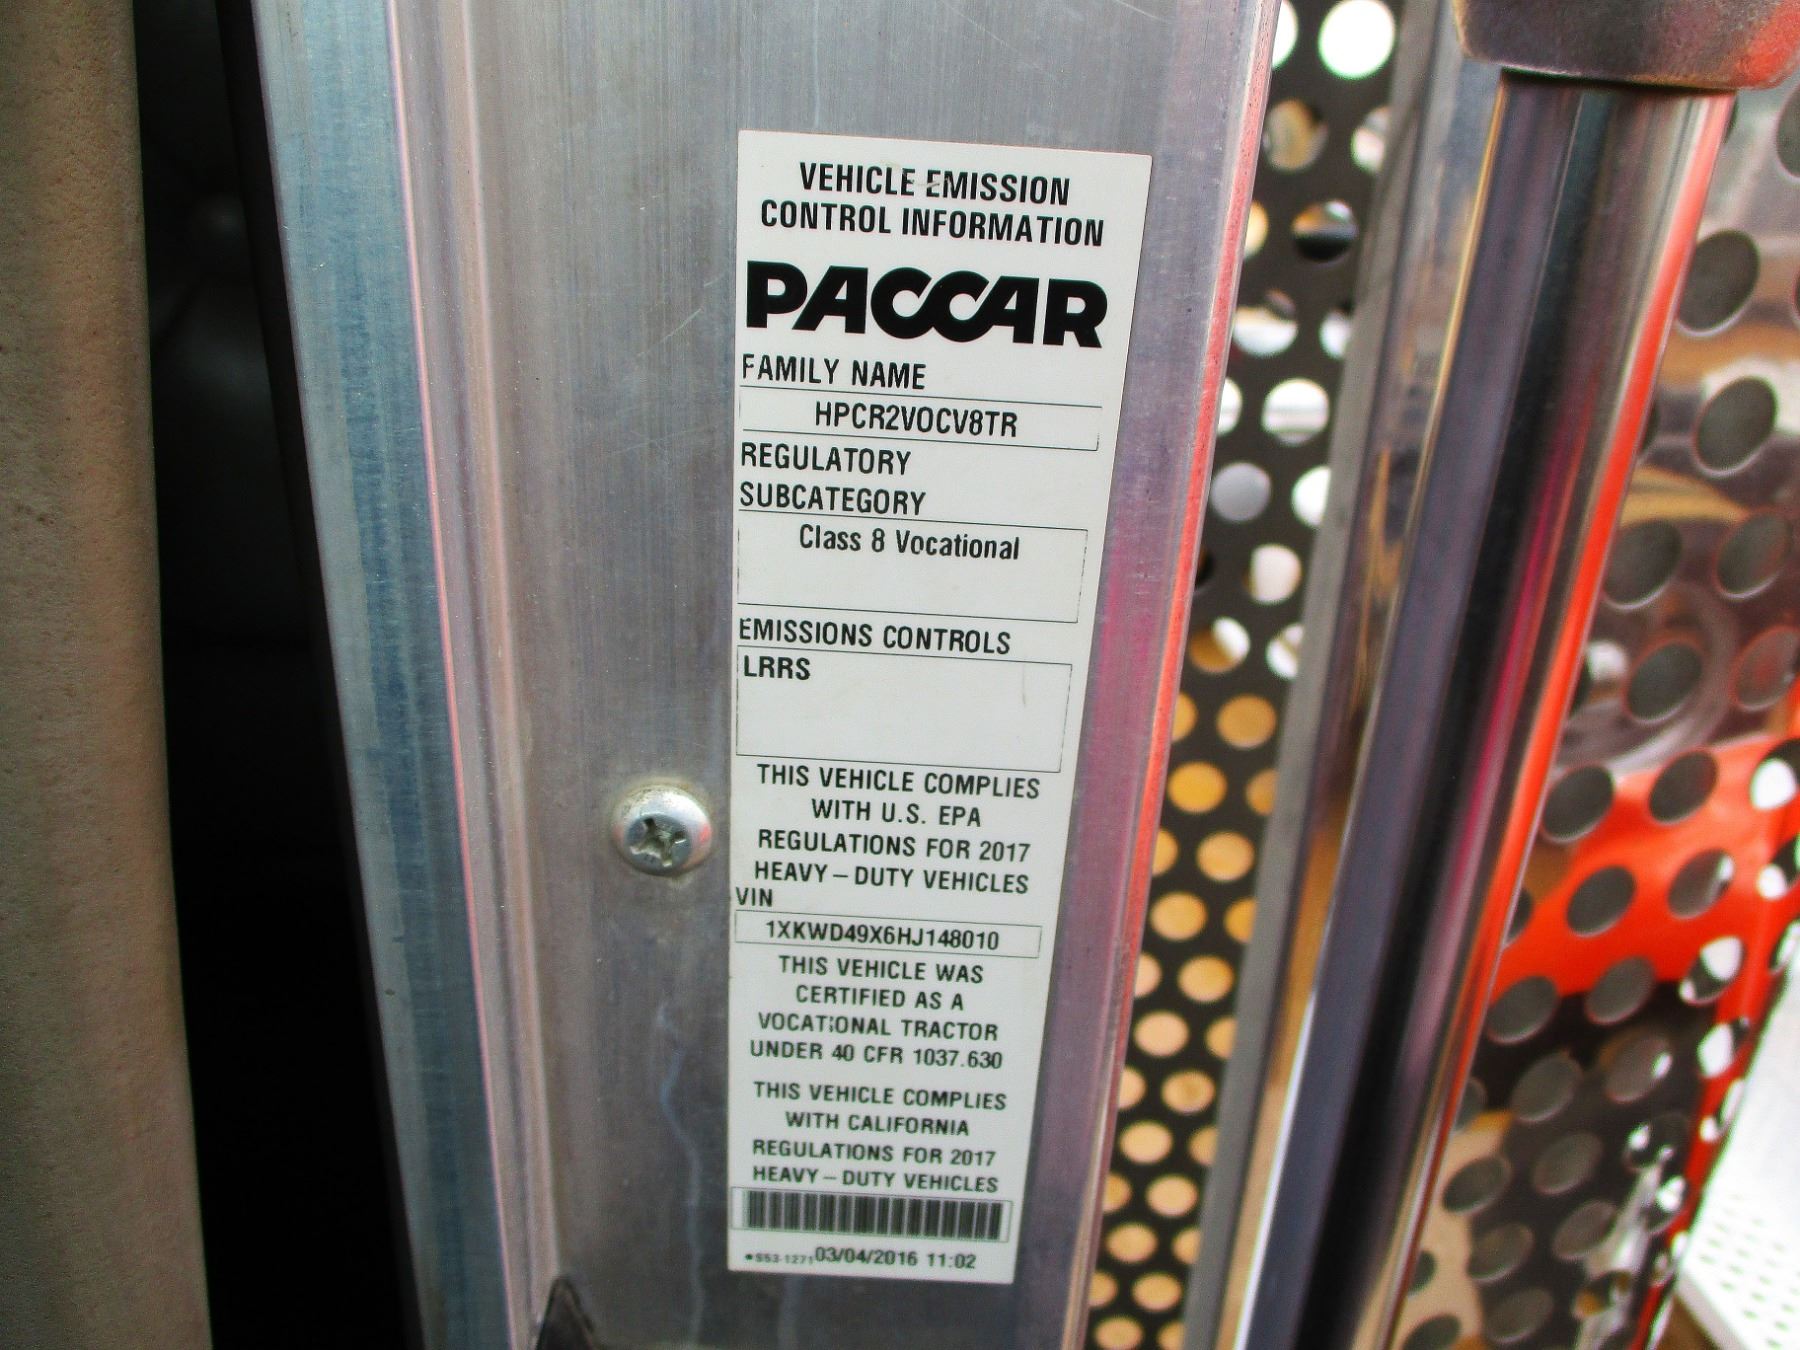 VEHICLE EMISSION
CONTROL INFORMATION
PACCAR
FAMILY NAME
HPCR2VOCV8TR
REGULATORY
SUBCATEGORY
Class 8 Vocational
EMISSIONS CONTROLS
LRRS
THIS VEHICLE COMPLIES
WITH U.S. EPA
REGULATIONS FOR 2017
HEAVY-DUTY VEHICLES
VIN
1XKWD49X6HJ148010
THIS VEHICLE WAS
CERTIFIED AS A
VOCATIONAL TRACTOR
UNDER 40 CFR 1037.630
THIS VEHICLE COMPLIES
WITH CALIFORNIA
REGULATIONS FOR 2017
HEAVY-DUTY VEHICLES
*S53-1271 03/04/2016 11:02